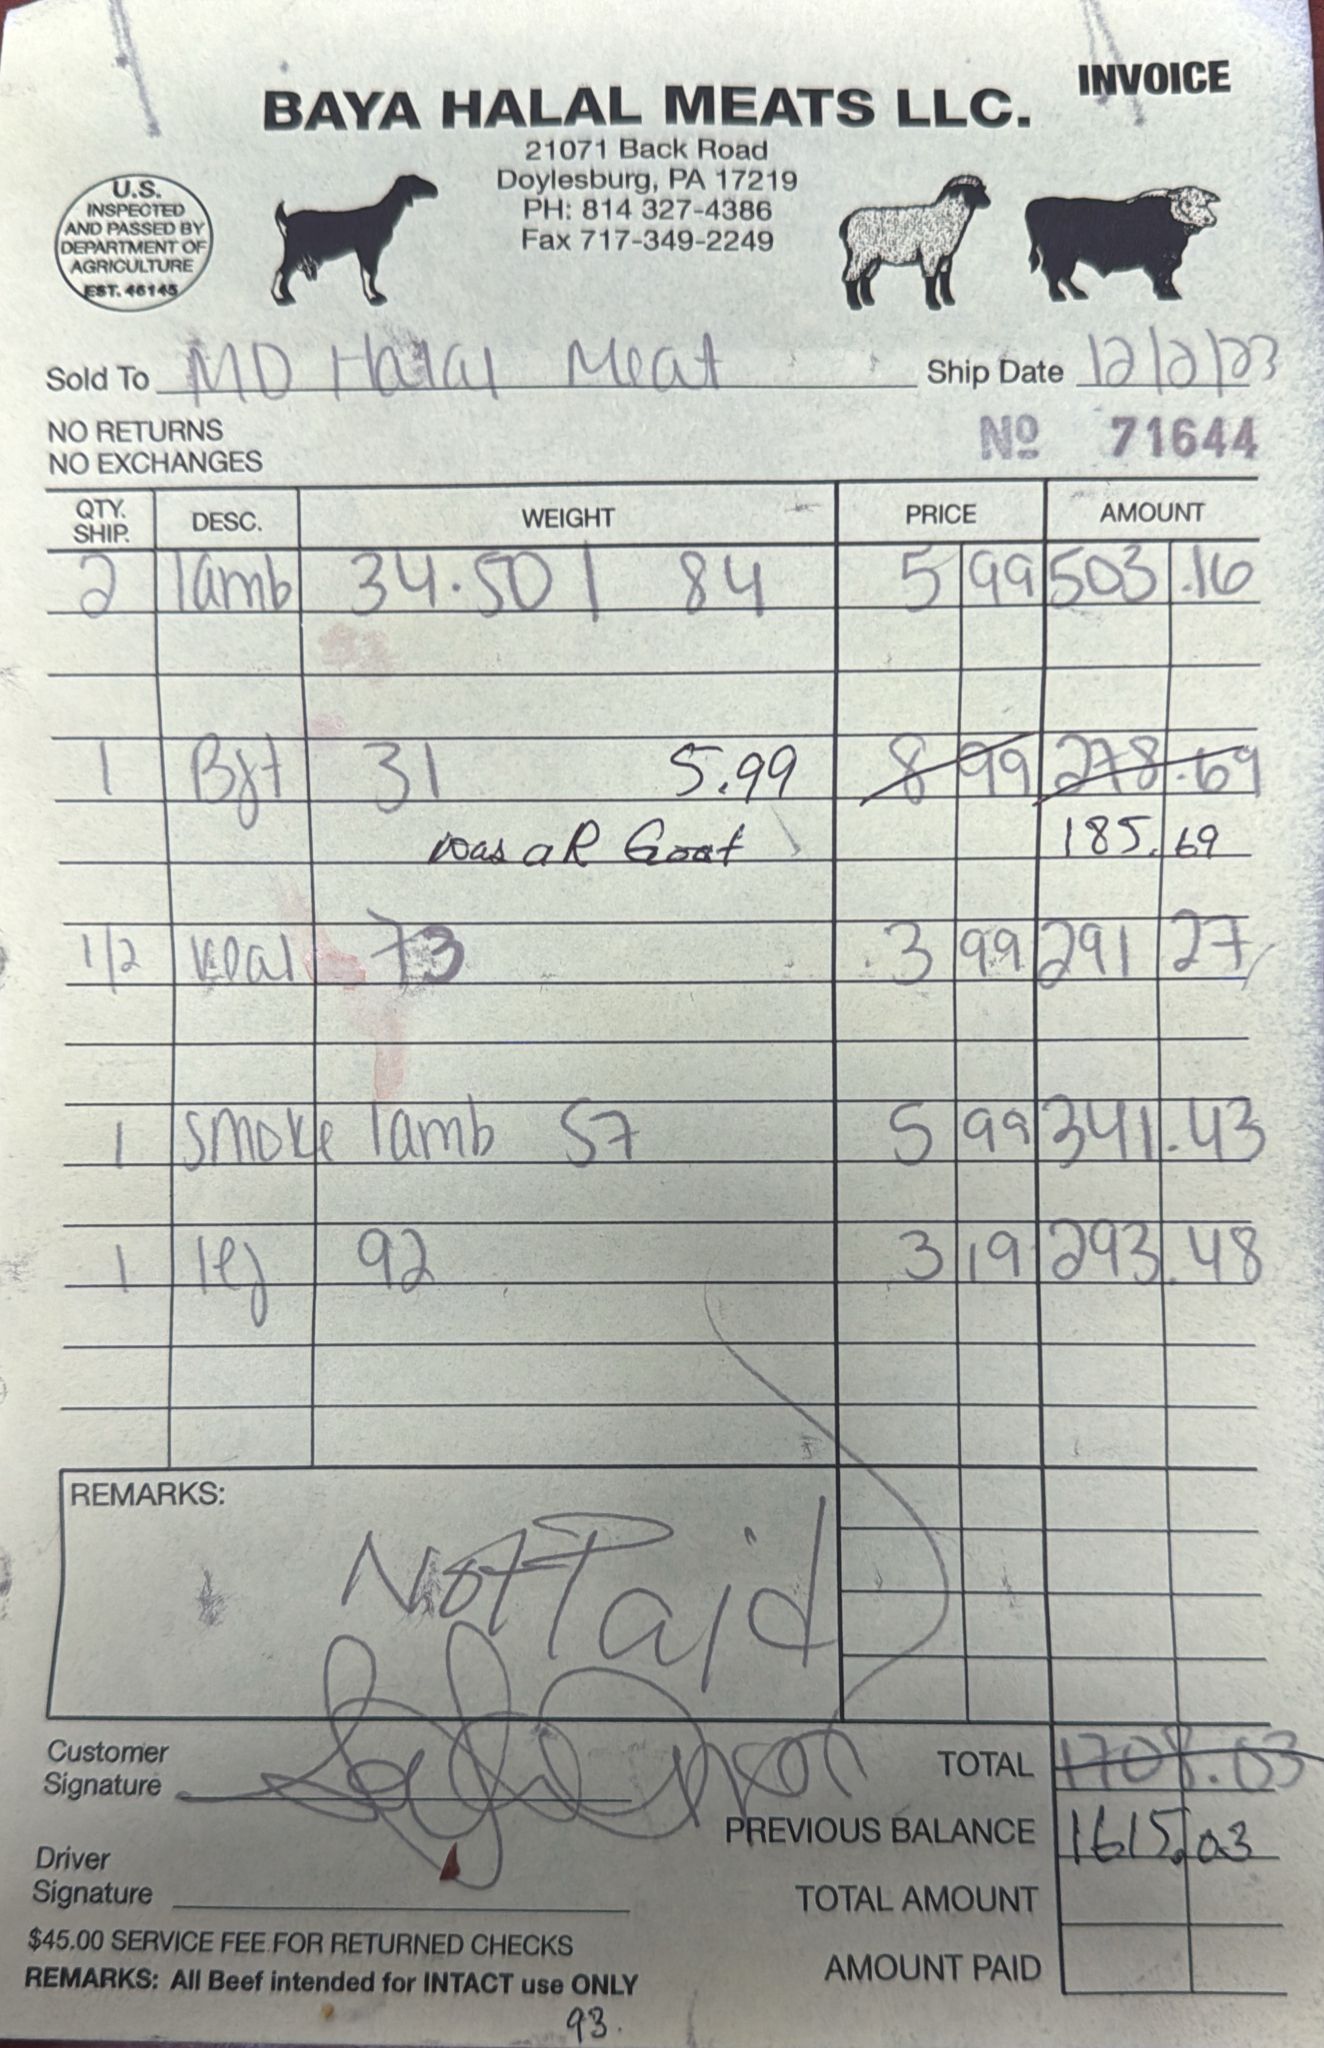 INVOICE
BAYA HALAL MEATS LLC.
21071 Back Road
Doylesburg, PA 17219
PH: 814 327-4386
Fax 717-349-2249
U.S.
INSPECTED
AND PASSED BY
DEPARTMENT OF
AGRICULTURE
EST. 46145
Sold To MD Halal Meat Ship Date 12/2/23
NO RETURNS
NO EXCHANGES
No 71644
QTY. SHIP. DESC. WEIGHT PRICE AMOUNT
2 lamb 34.50 | 84 5 99 503.16
1 Bgt 31 5.99 8 99 278.69
was a R Goat 185.69
1/2 veal 73 3 99 291 27
1 smoke lamb 57 5 99 341.43
1 leg 92 3 19 293.48
REMARKS:
Not Paid
Customer
Signature
TOTAL 1708.03
PREVIOUS BALANCE 1615.03
Driver
Signature
TOTAL AMOUNT
$45.00 SERVICE FEE FOR RETURNED CHECKS
AMOUNT PAID
REMARKS: All Beef intended for INTACT use ONLY
93.